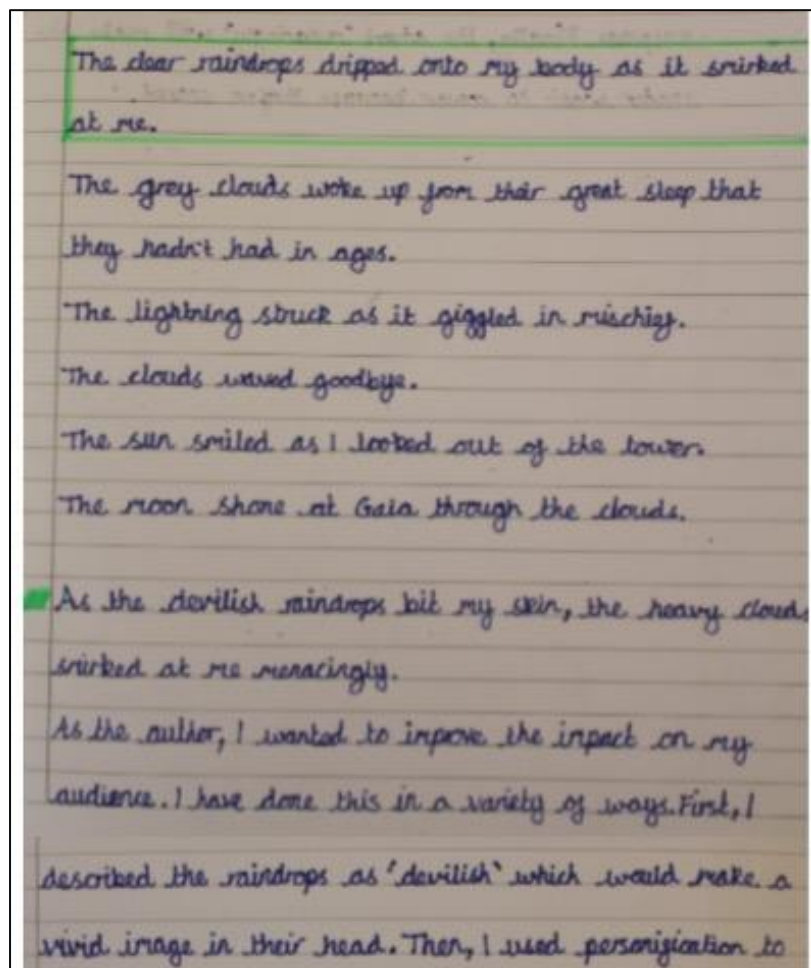 The clear raindrops dripped onto my body as it smirked
at me.
The grey clouds woke up from their great sleep that
they hadn't had in ages.
The lightning struck as it giggled in mischief.
The clouds waved goodbye.
The sun smiled as I looked out of the tower.
The moon shone at Gaia through the clouds.
As the devilish raindrops bit my skin, the heavy clouds
smirked at me menacingly.
As the author, I wanted to improve the impact on my
audience. I have done this in a variety of ways. First, I
described the raindrops as 'devilish' which would make a
vivid image in their head. Then, I used personification to